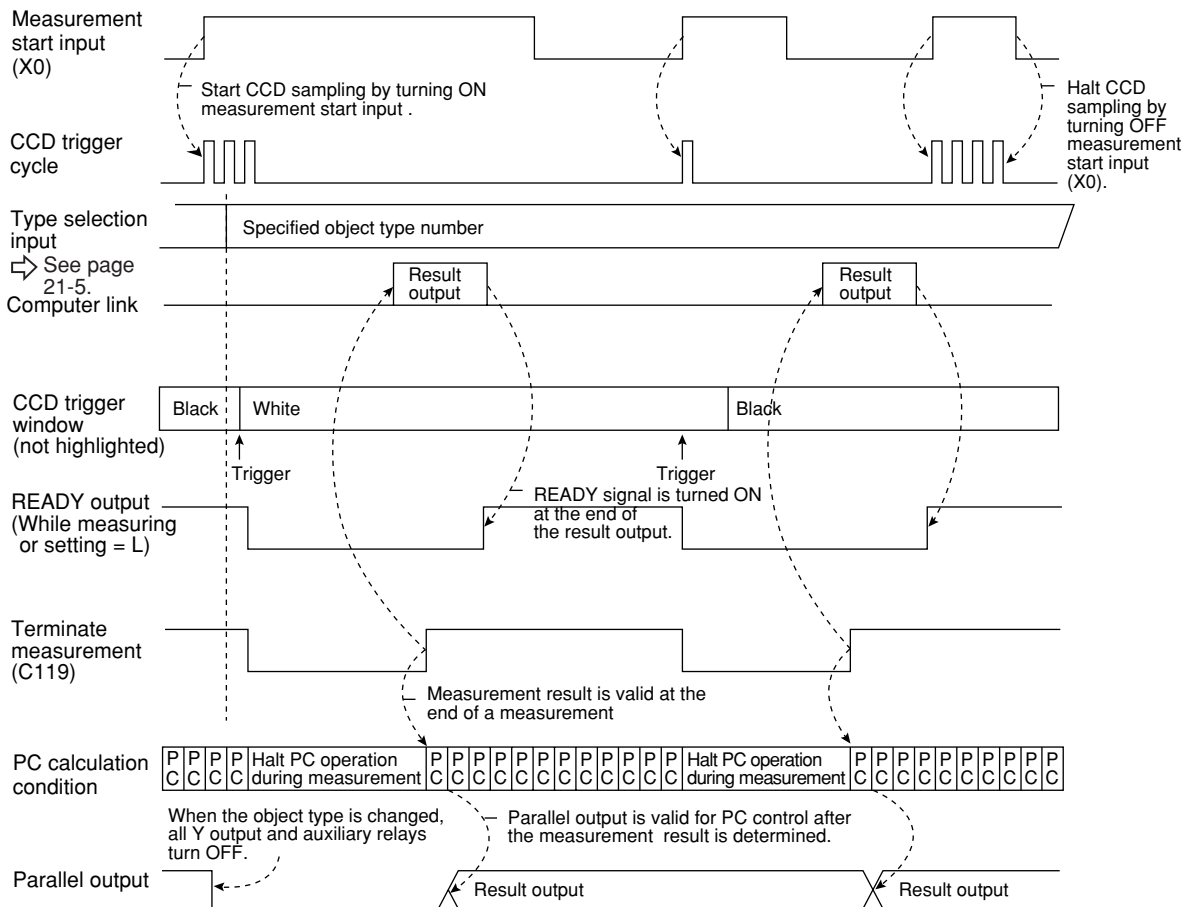 Measurement
start input
(X0)
Start CCD sampling by turning ON
measurement start input .
Halt CCD
sampling by
turning OFF
measurement
start input
(X0).
CCD trigger
cycle
Type selection
input
Specified object type number
See page
21-5.
Computer link
Result
output
Result
output
CCD trigger
window
(not highlighted)
Black
White
Black
Trigger
Trigger
READY output
(While measuring
or setting = L)
READY signal is turned ON
at the end of
the result output.
Terminate
measurement
(C119)
Measurement result is valid at the
end of a measurement
PC calculation
condition
P P P P
C C C C
Halt PC operation
during measurement
P P P P P P P P P P P P
C C C C C C C C C C C C
Halt PC operation
during measurement
P P P P P P P P P P
C C C C C C C C C C
When the object type is changed,
all Y output and auxiliary relays
turn OFF.
Parallel output is valid for PC control after
the measurement result is determined.
Parallel output
Result output
Result output